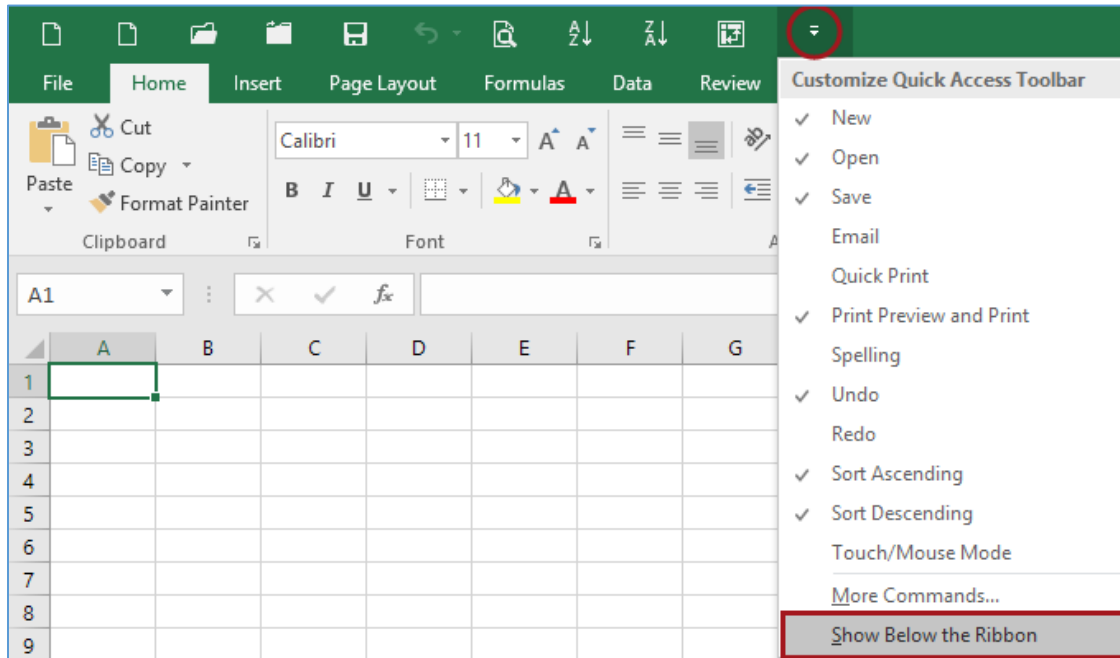 File Home Insert Page Layout Formulas Data Review
Customize Quick Access Toolbar
New
Open
Save
Email
Quick Print
Print Preview and Print
Spelling
Undo
Redo
Sort Ascending
Sort Descending
Touch/Mouse Mode
More Commands...
Show Below the Ribbon
Cut
Copy
Paste
Format Painter
Clipboard
Calibri 11 A A
B I U A
Font
A
A1 fx
A B C D E F G
1
2
3
4
5
6
7
8
9
A Z
Z A